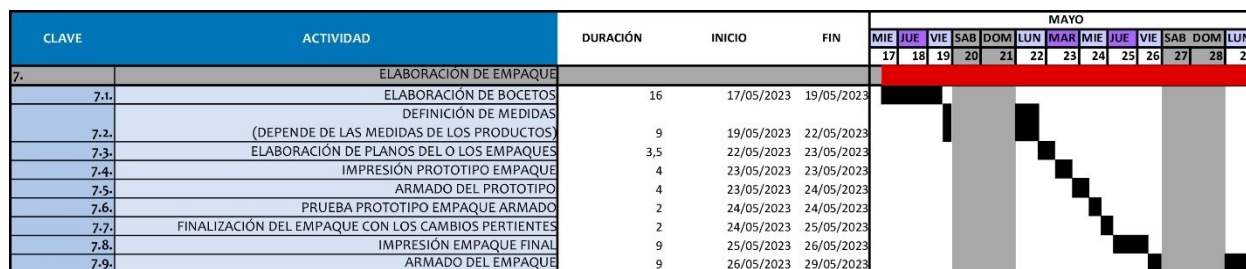 MAYO
CLAVE ACTIVIDAD DURACIÓN INICIO FIN MIE JUE VIE SAB DOM LUN MAR MIE JUE VIE SAB DOM LUN
17 18 19 20 21 22 23 24 25 26 27 28
7. ELABORACIÓN DE EMPAQUE
7.1. ELABORACIÓN DE BOCETOS 16 17/05/2023 19/05/2023
DEFINICIÓN DE MEDIDAS
7.2. (DEPENDE DE LAS MEDIDAS DE LOS PRODUCTOS) 9 19/05/2023 22/05/2023
7.3. ELABORACIÓN DE PLANOS DEL O LOS EMPAQUES 3,5 22/05/2023 23/05/2023
7.4. IMPRESIÓN PROTOTIPO EMPAQUE 4 23/05/2023 23/05/2023
7.5. ARMADO DEL PROTOTIPO 4 23/05/2023 24/05/2023
7.6. PRUEBA PROTOTIPO EMPAQUE ARMADO 2 24/05/2023 24/05/2023
7.7. FINALIZACIÓN DEL EMPAQUE CON LOS CAMBIOS PERTIENTES 2 24/05/2023 25/05/2023
7.8. IMPRESIÓN EMPAQUE FINAL 9 25/05/2023 26/05/2023
7.9. ARMADO DEL EMPAQUE 9 26/05/2023 29/05/2023